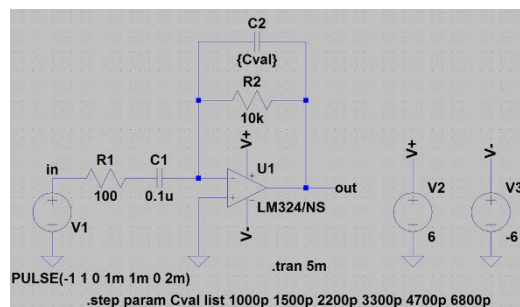 C2
{Cval}
R2
10k
V+
in
R1
C1
U1
100
0.1u
out
LM324/NS
V-
V1
V+
V2
6
V-
V3
-6
.tran 5m
PULSE(-1 1 0 1m 1m 0 2m)
.step param Cval list 1000p 1500p 2200p 3300p 4700p 6800p